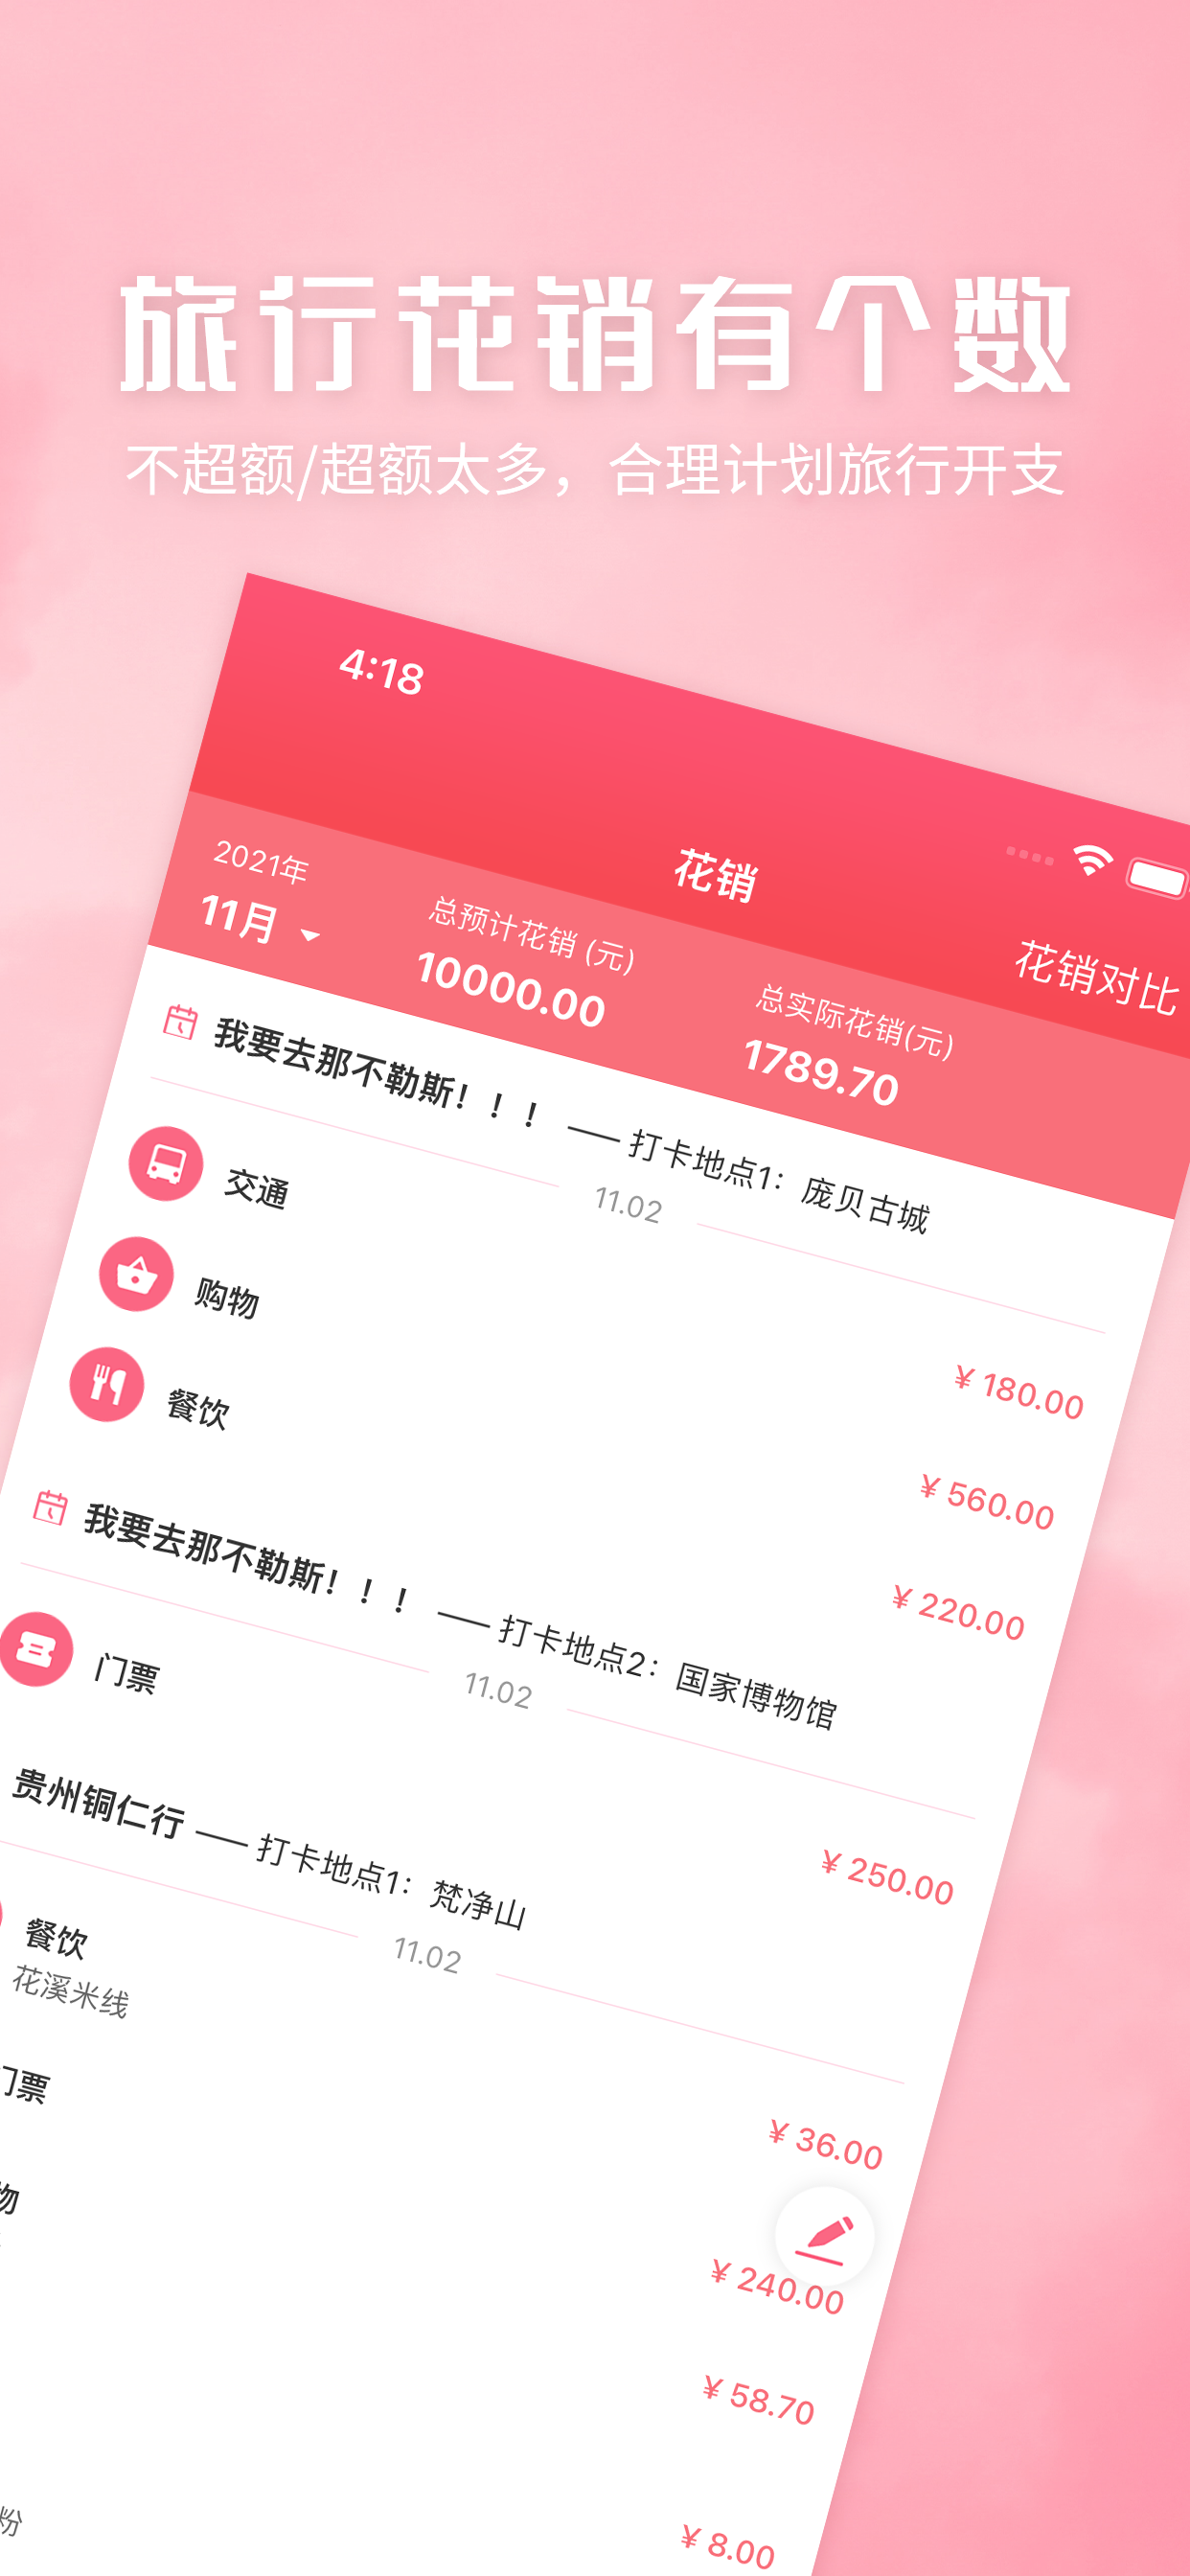 旅行花销有个数
不超额/超额太多，合理计划旅行开支
4:18
花销
花销对比
2021年
11月
总预计花销 (元)
10000.00
总实际花销(元)
1789.70
我要去那不勒斯！！！ —— 打卡地点1：庞贝古城
11.02
交通
¥ 180.00
购物
¥ 560.00
餐饮
¥ 220.00
我要去那不勒斯！！！ —— 打卡地点2：国家博物馆
11.02
门票
¥ 250.00
贵州铜仁行 —— 打卡地点1：梵净山
11.02
餐饮
花溪米线
¥ 36.00
门票
¥ 240.00
物
¥ 58.70
粉
¥ 8.00